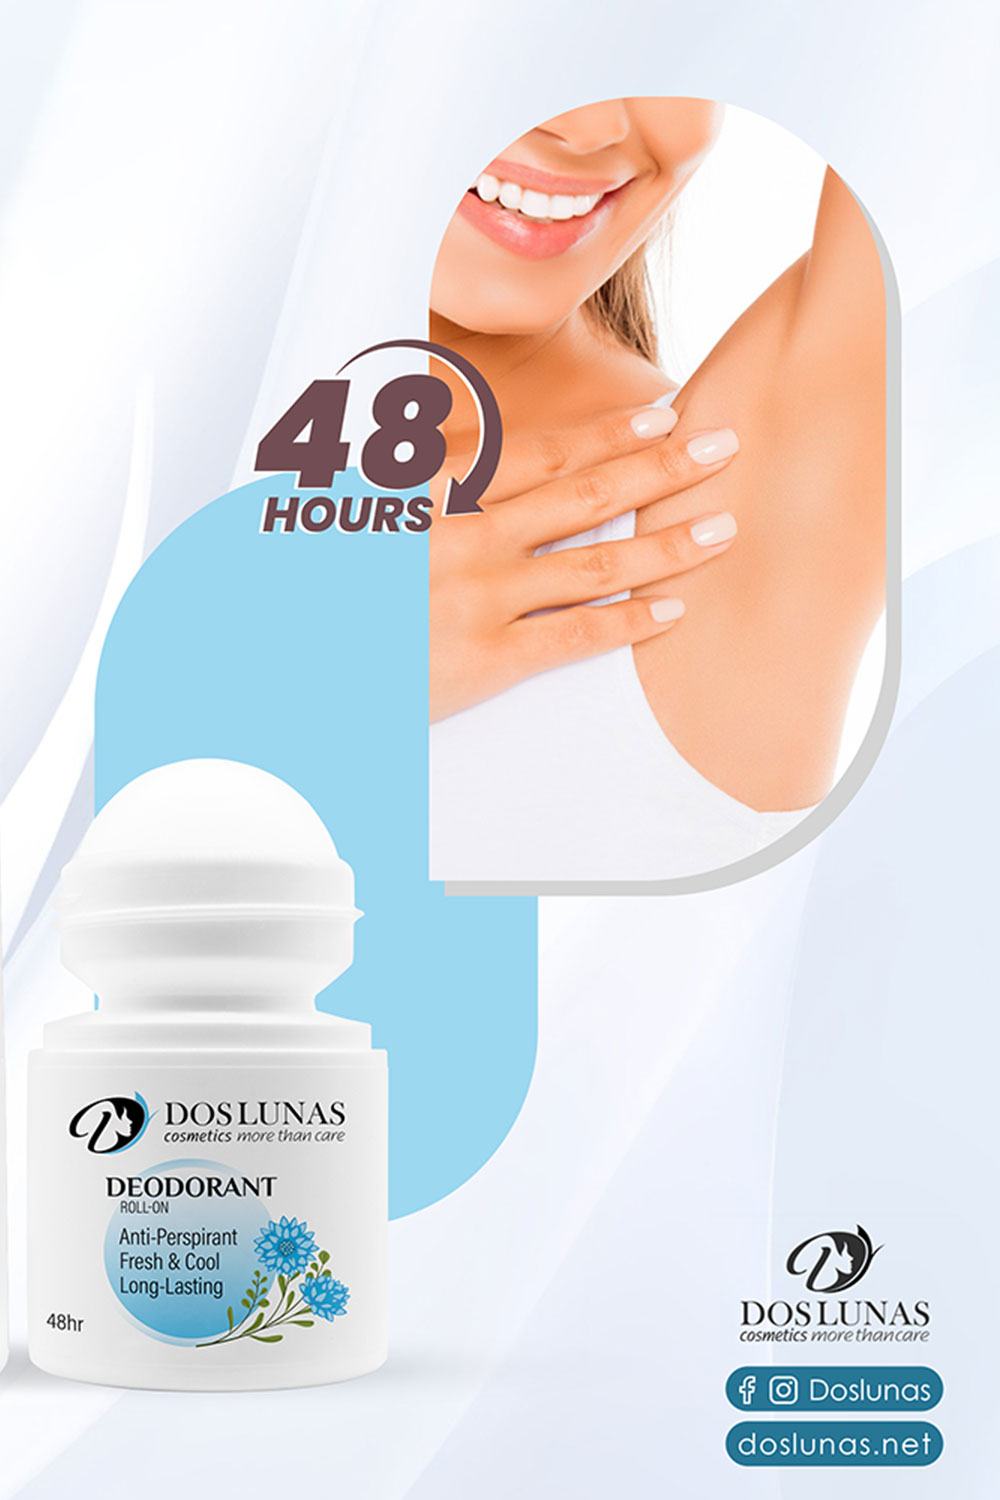 48
HOURS
DOSLUNAS
cosmetics more than care
DEODORANT
ROLL-ON
Anti-Perspirant
Fresh & Cool
Long-Lasting
48hr
DOSLUNAS
cosmetics more than care
Doslunas
doslunas.net